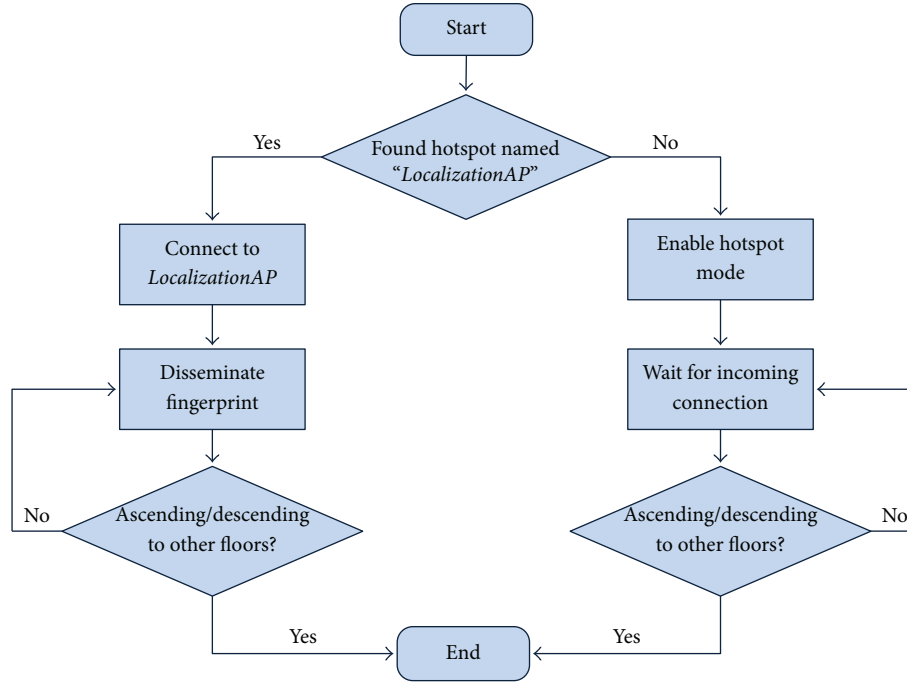 Start
Found hotspot named
“LocalizationAP”
Yes
No
Connect to
LocalizationAP
Enable hotspot
mode
Disseminate
fingerprint
Wait for incoming
connection
Ascending/descending
to other floors?
No
Ascending/descending
to other floors?
No
Yes
Yes
End